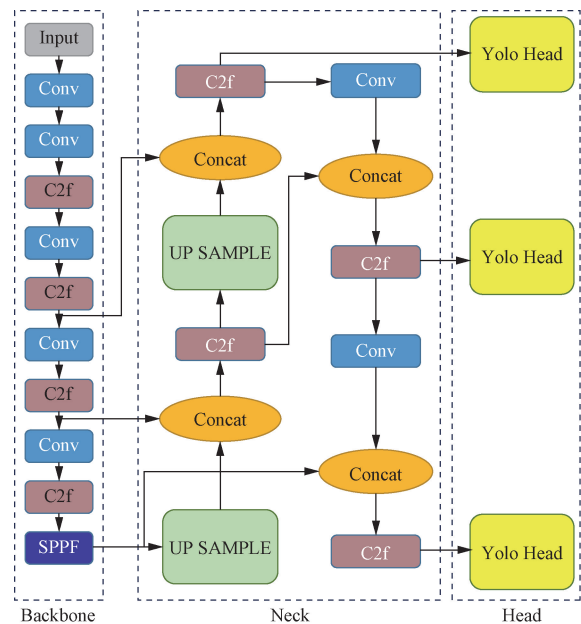 Input
Conv
Conv
C2f
Conv
C2f
Conv
C2f
Conv
C2f
SPPF
Backbone
C2f
Conv
Concat
Concat
UP SAMPLE
C2f
C2f
Conv
Concat
Concat
UP SAMPLE
C2f
Neck
Yolo Head
Yolo Head
Yolo Head
Head